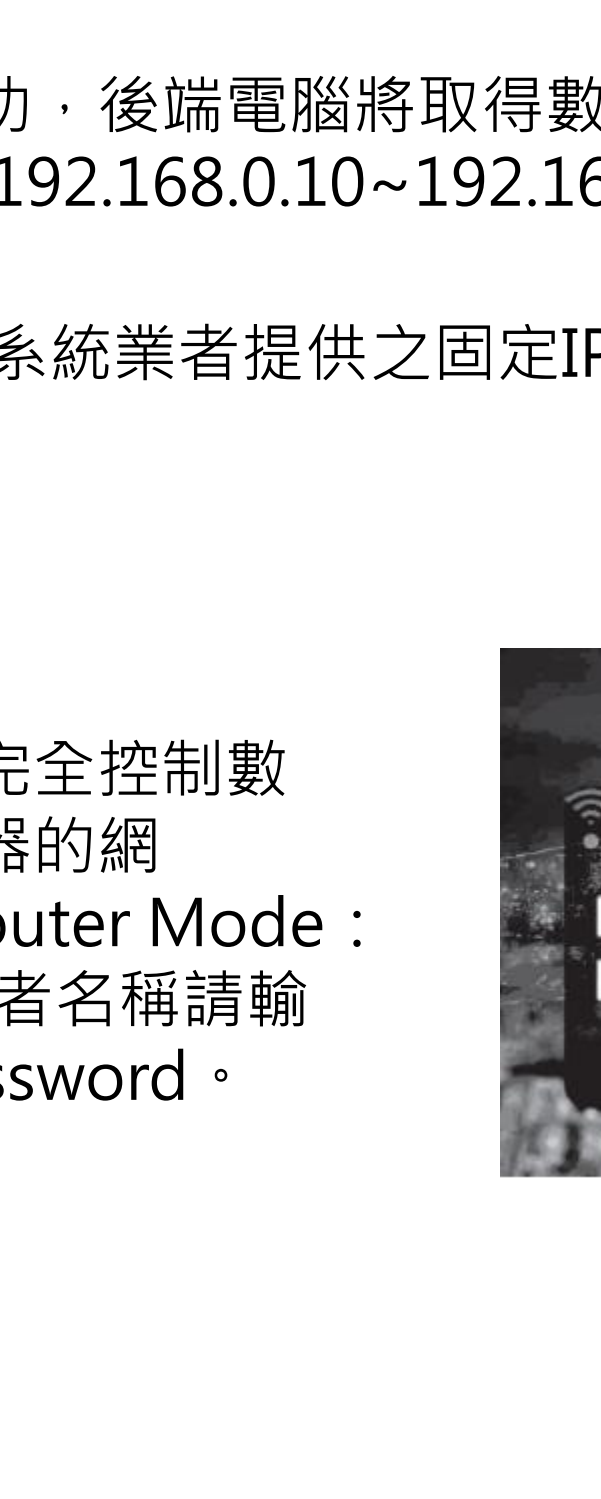 功，後端電腦將取得數
192.168.0.10~192.16
系統業者提供之固定IP
完全控制數
器的網
outer Mode：
者名稱請輸
ssword。